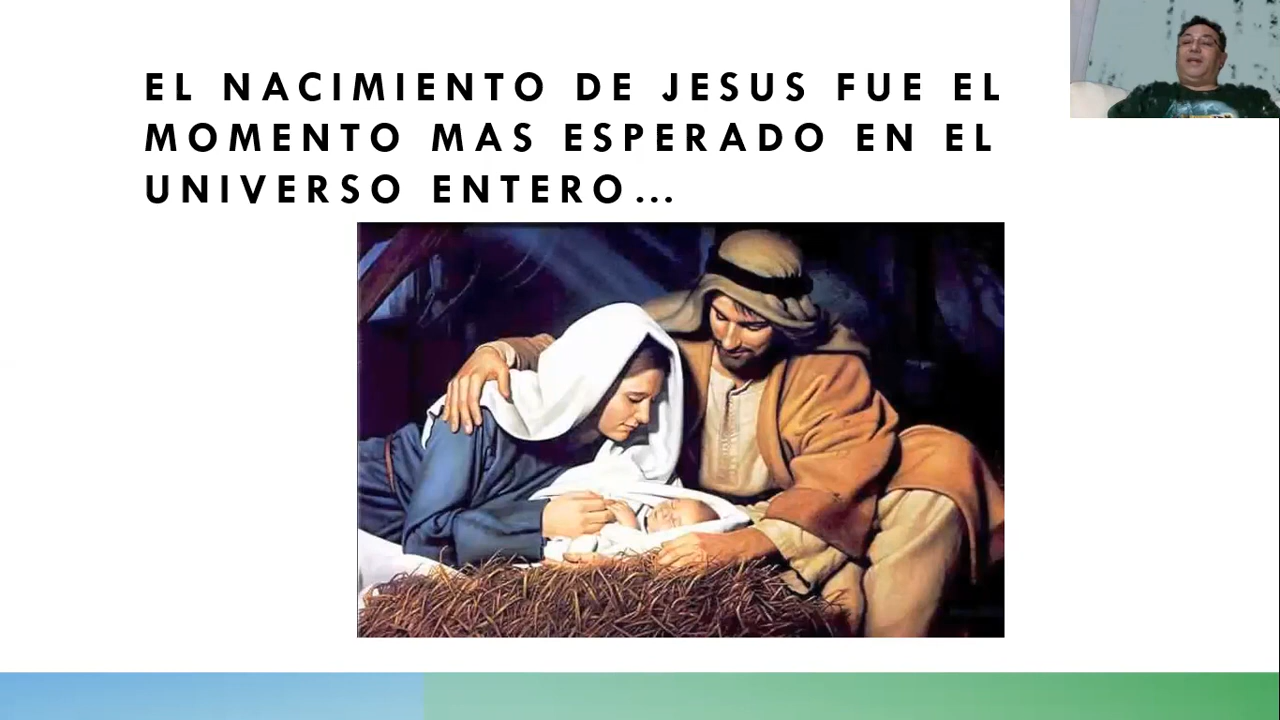 EL NACIMIENTO DE JESUS FUE EL
MOMENTO MAS ESPERADO EN EL
UNIVERSO ENTERO...